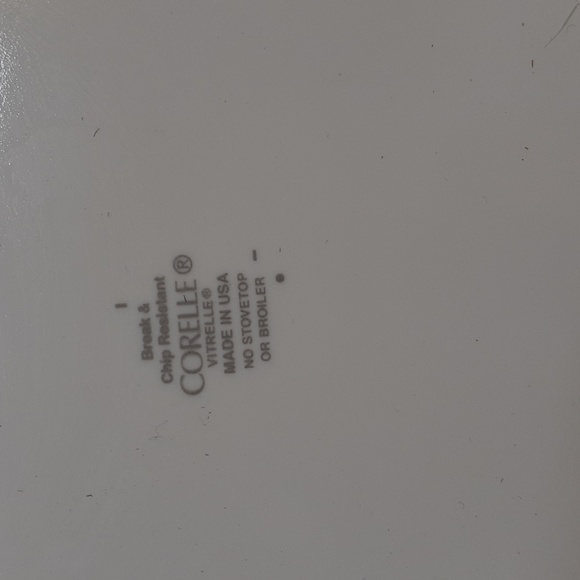 Break &
Chip Resistant
CORELLE®
VITRELLE®
MADE IN USA
NO STOVETOP
OR BROILER